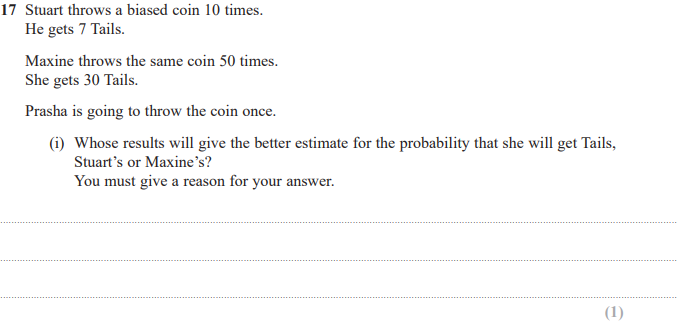 17 Stuart throws a biased coin 10 times.
He gets 7 Tails.
Maxine throws the same coin 50 times.
She gets 30 Tails.
Prasha is going to throw the coin once.
(i) Whose results will give the better estimate for the probability that she will get Tails,
Stuart’s or Maxine’s?
You must give a reason for your answer.
(1)